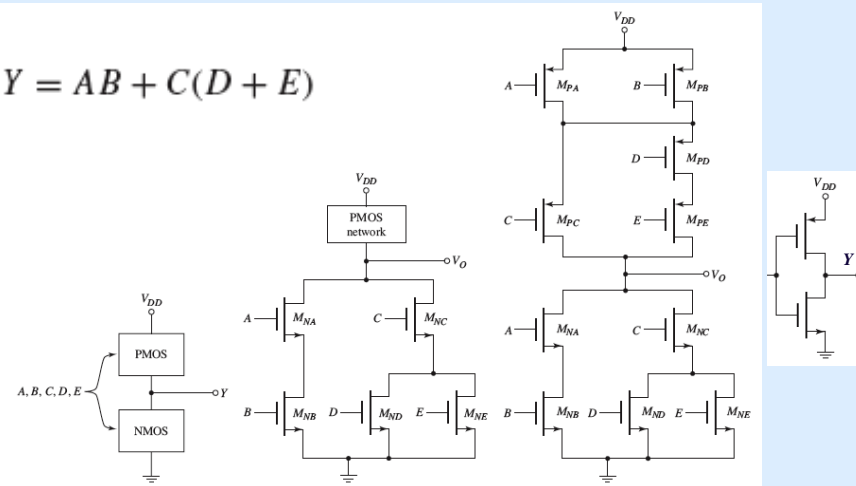 Y = AB + C(D + E)
V_DD
PMOS
A, B, C, D, E
Y
NMOS
V_DD
PMOS
network
V_O
A
M_NA
C
M_NC
B
M_NB
D
M_ND
E
M_NE
V_DD
A
M_PA
B
M_PB
D
M_PD
C
M_PC
E
M_PE
V_O
A
M_NA
C
M_NC
B
M_NB
D
M_ND
E
M_NE
V_DD
Y